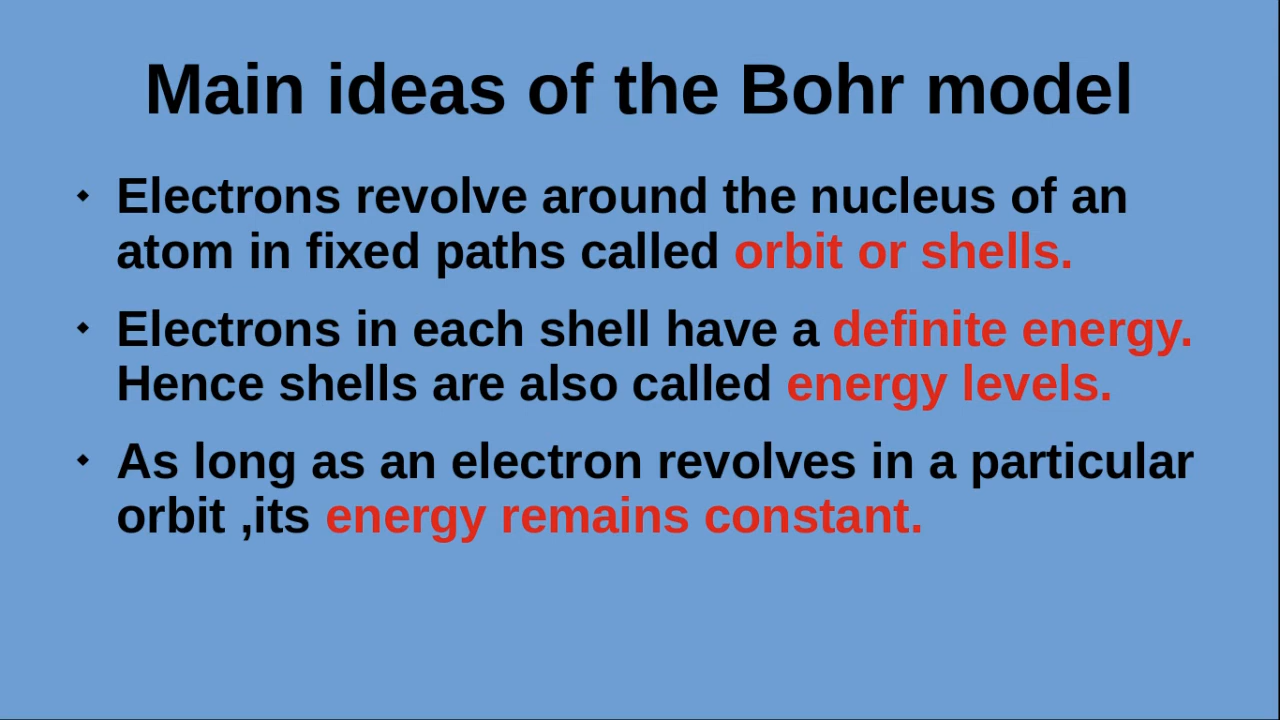 Main ideas of the Bohr model
Electrons revolve around the nucleus of an
atom in fixed paths called orbit or shells.
Electrons in each shell have a definite energy.
Hence shells are also called energy levels.
As long as an electron revolves in a particular
orbit ,its energy remains constant.